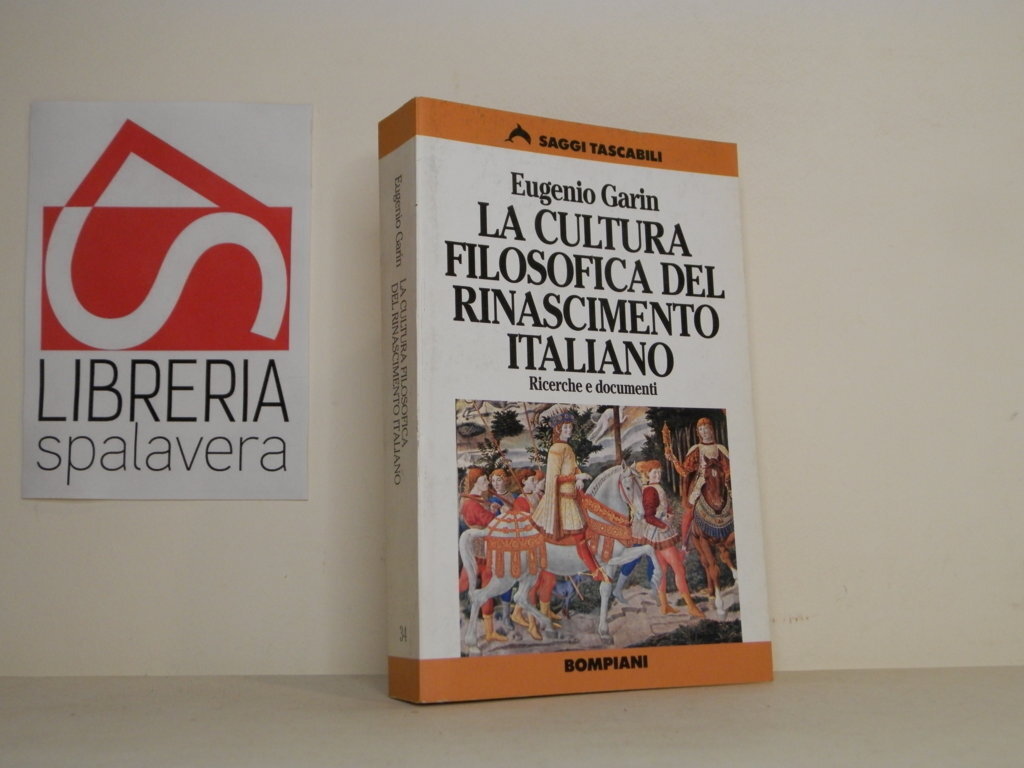 LIBRERIA
spalavera
SAGGI TASCABILI
Eugenio Garin
LA CULTURA
FILOSOFICA DEL
RINASCIMENTO
ITALIANO
Ricerche e documenti
BOMPIANI
Eugenio Garin
LA CULTURA FILOSOFICA
DEL RINASCIMENTO ITALIANO
34